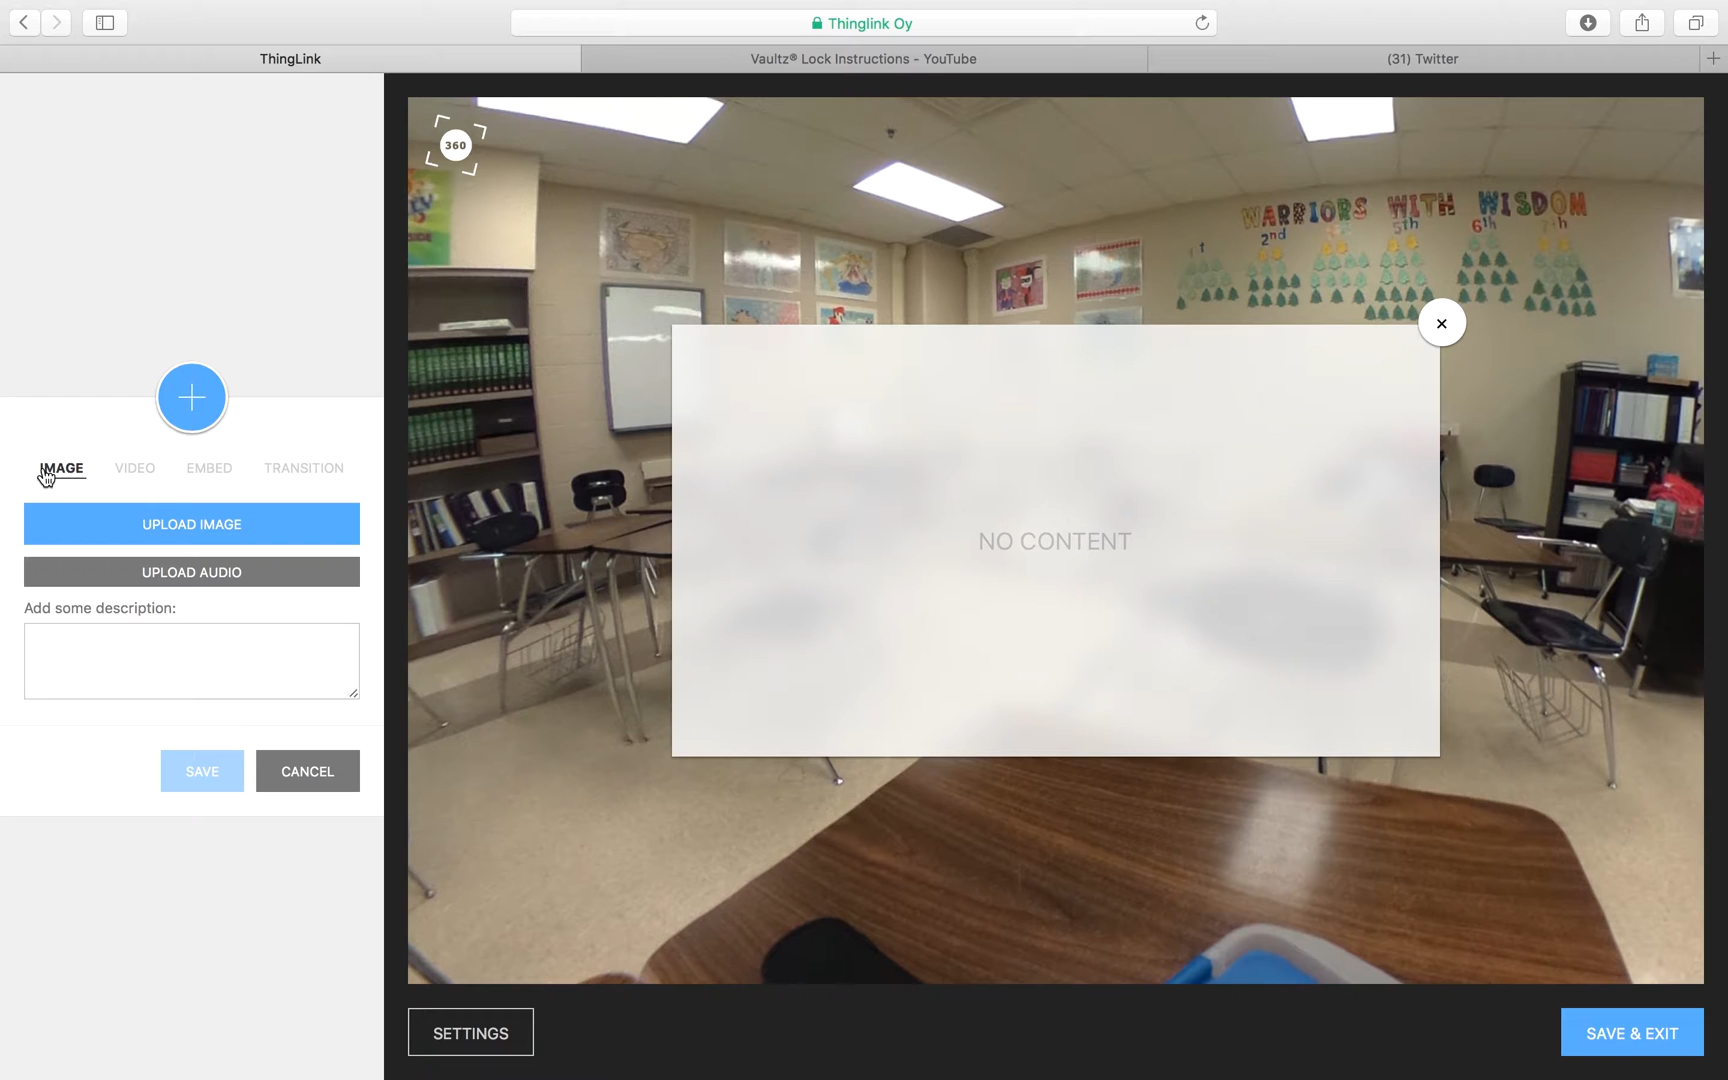 Thinglink Oy
ThingLink
Vaultz® Lock Instructions - YouTube
(31) Twitter
+
360
WARRIORS WITH WISDOM
2nd
5th
6th
IMAGE
VIDEO
EMBED
TRANSITION
UPLOAD IMAGE
UPLOAD AUDIO
Add some description:
SAVE
CANCEL
NO CONTENT
SETTINGS
SAVE & EXIT